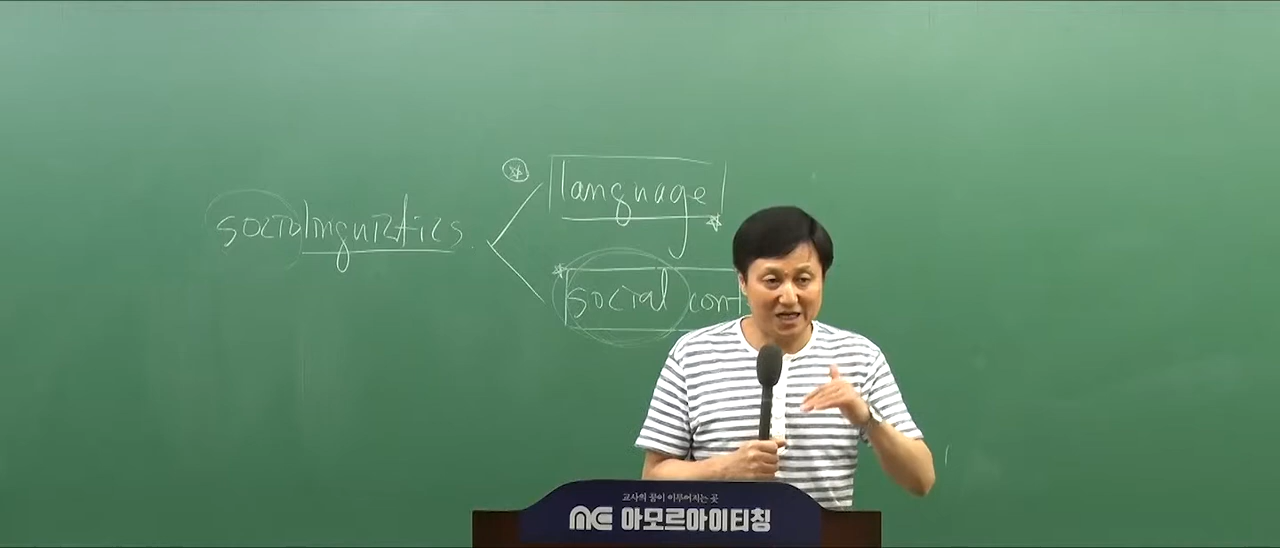 sociolinguistics
language
social cont
교사의 꿈이 이루어지는 곳
아모르아이티칭